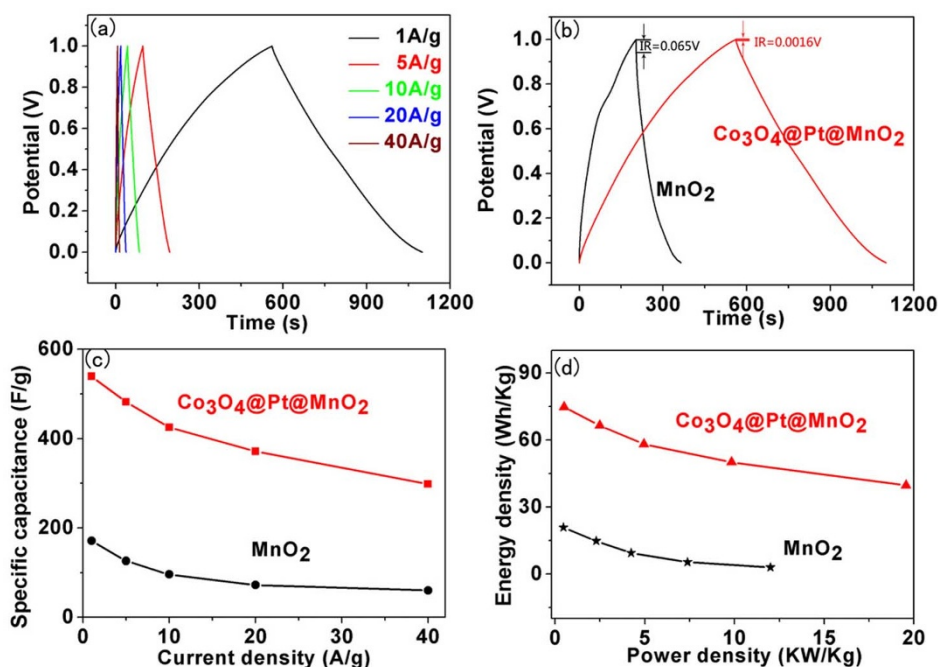 (a)
1A/g
5A/g
10A/g
20A/g
40A/g
Potential (V)
1.0
0.8
0.6
0.4
0.2
0.0
0 300 600 900 1200
Time (s)
(b)
IR=0.065V
IR=0.0016V
Co3O4@Pt@MnO2
MnO2
Potential (V)
1.0
0.8
0.6
0.4
0.2
0.0
0 300 600 900 1200
Time (s)
(c)
Co3O4@Pt@MnO2
MnO2
Specific capacitance (F/g)
600
400
200
0
0 10 20 30 40
Current density (A/g)
(d)
Co3O4@Pt@MnO2
MnO2
Energy density (Wh/Kg)
90
60
30
0
0 5 10 15 20
Power density (KW/Kg)